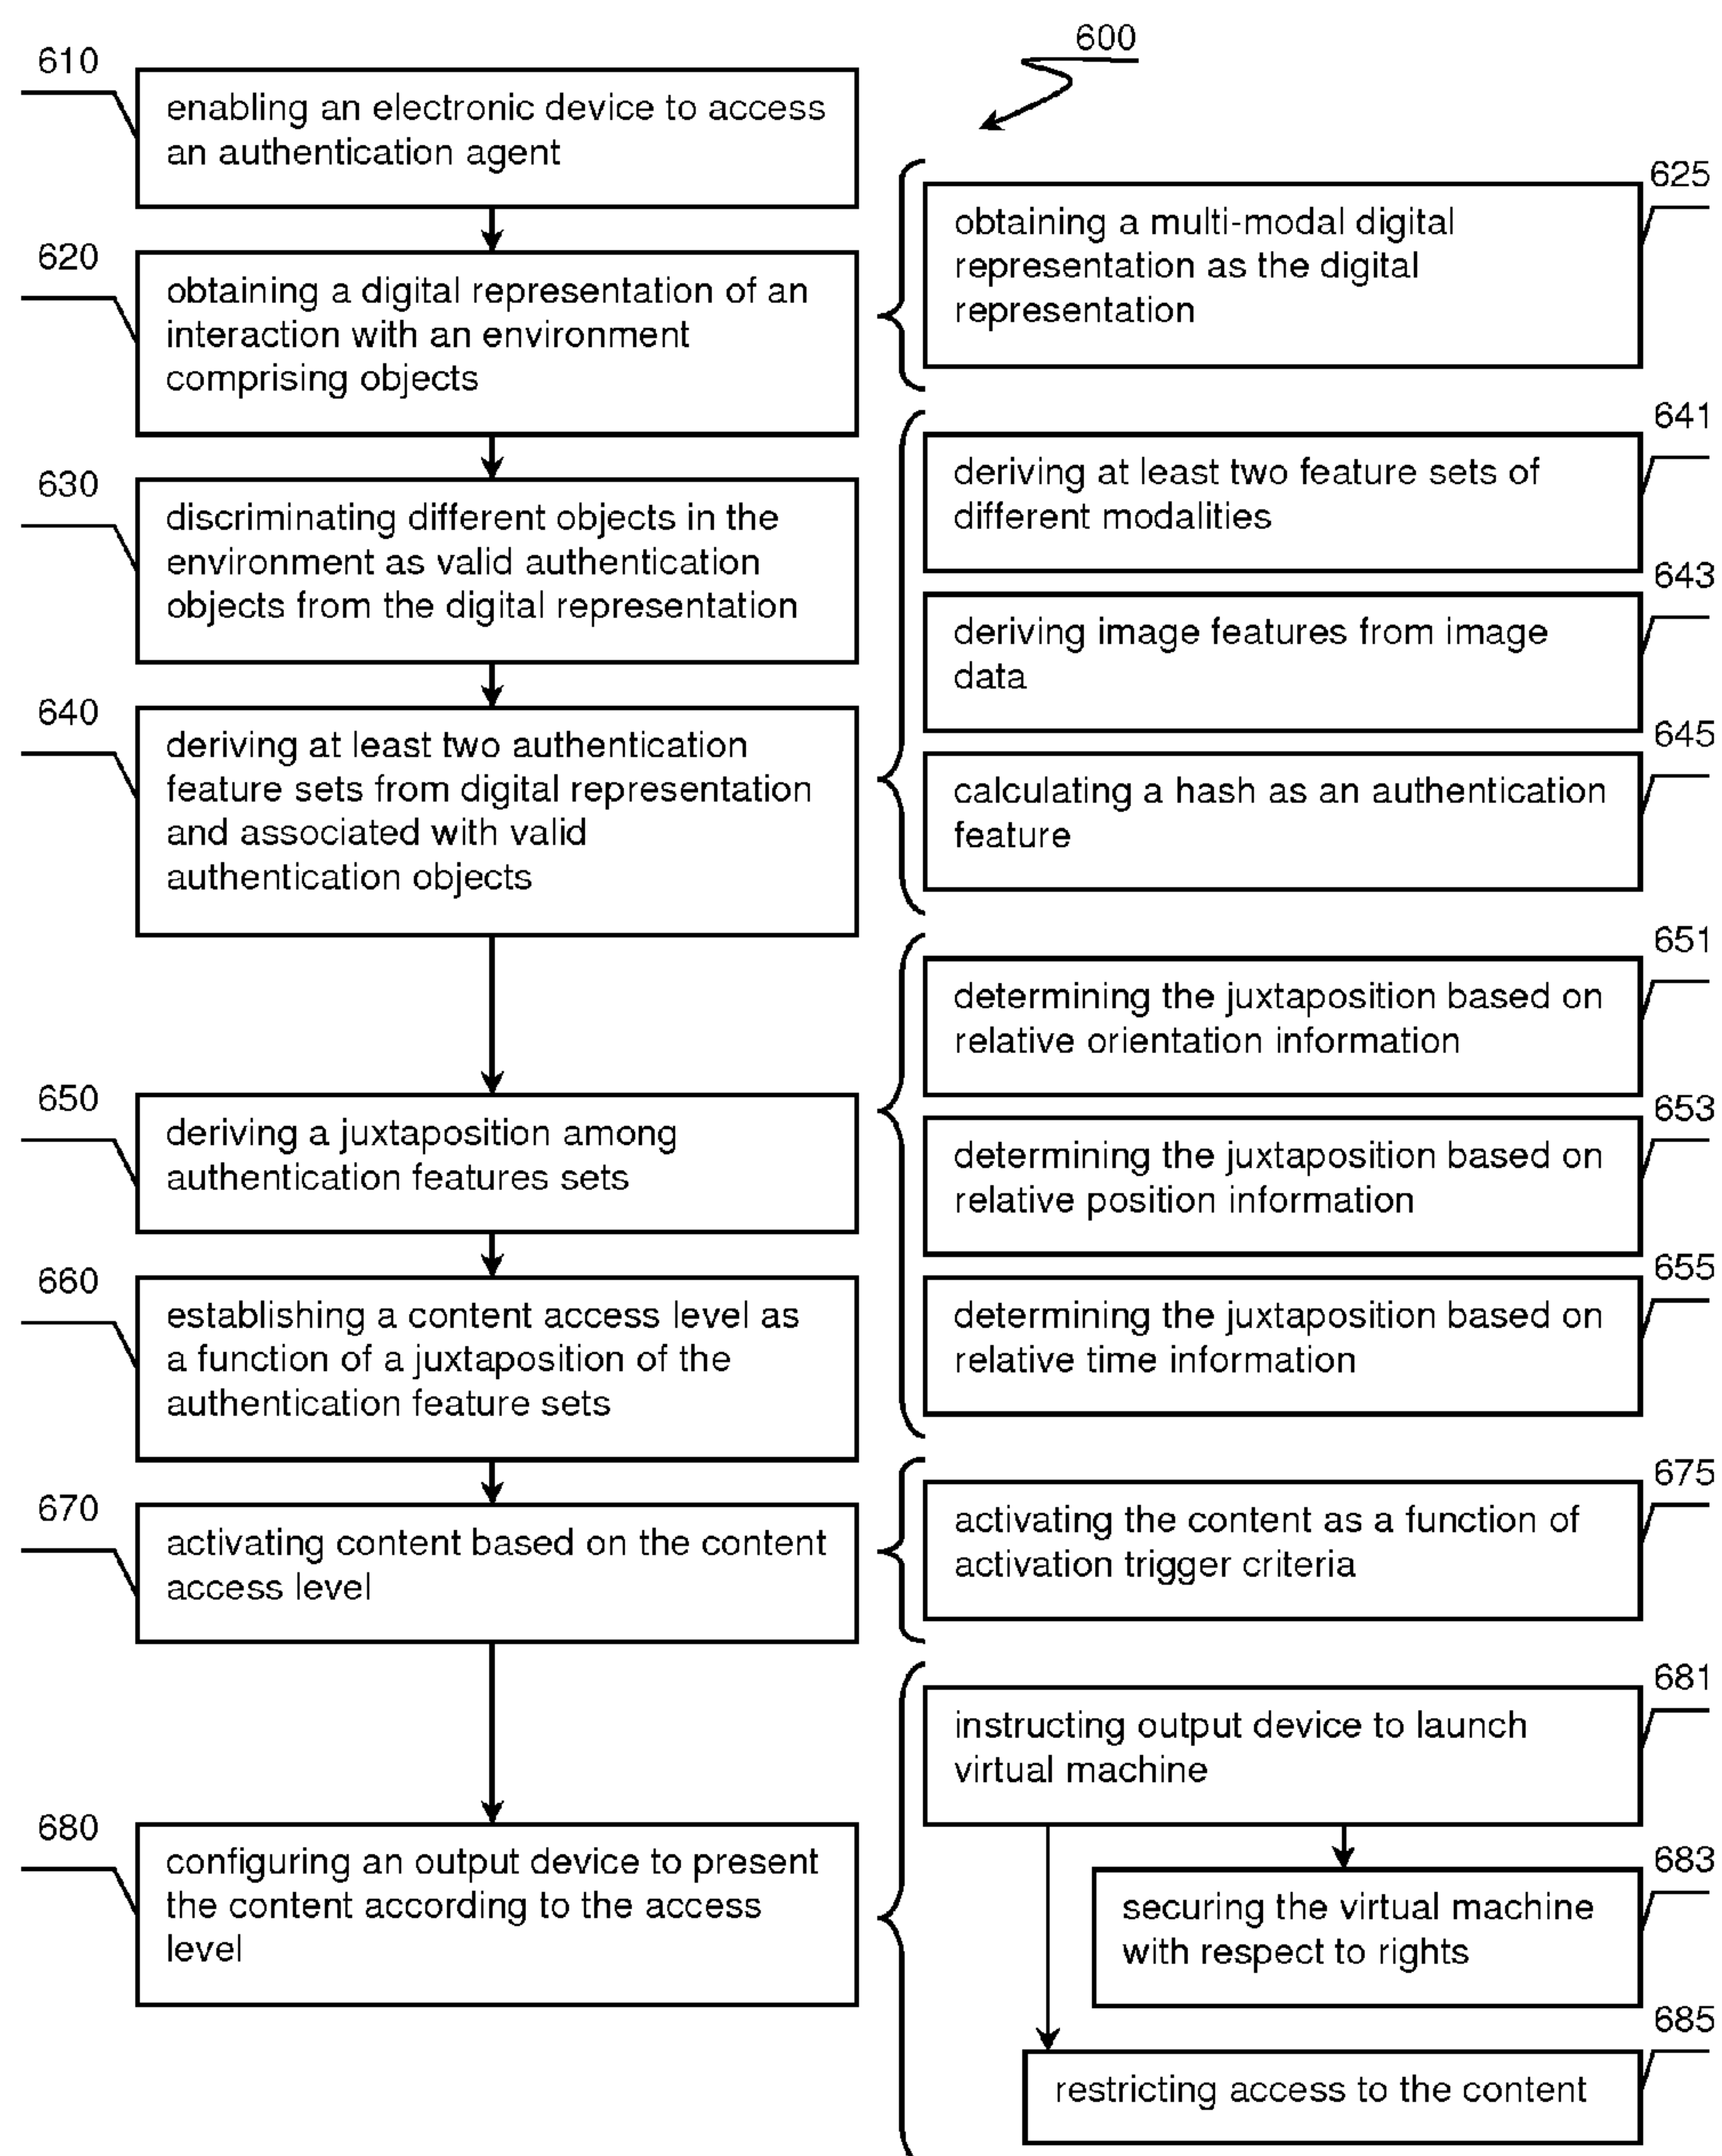 600
610
enabling an electronic device to access
an authentication agent
620
obtaining a digital representation of an
interaction with an environment
comprising objects
625
obtaining a multi-modal digital
representation as the digital
representation
630
discriminating different objects in the
environment as valid authentication
objects from the digital representation
640
deriving at least two authentication
feature sets from digital representation
and associated with valid
authentication objects
641
deriving at least two feature sets of
different modalities
643
deriving image features from image
data
645
calculating a hash as an authentication
feature
650
deriving a juxtaposition among
authentication features sets
651
determining the juxtaposition based on
relative orientation information
653
determining the juxtaposition based on
relative position information
655
determining the juxtaposition based on
relative time information
660
establishing a content access level as
a function of a juxtaposition of the
authentication feature sets
670
activating content based on the content
access level
675
activating the content as a function of
activation trigger criteria
680
configuring an output device to present
the content according to the access
level
681
instructing output device to launch
virtual machine
683
securing the virtual machine
with respect to rights
685
restricting access to the content